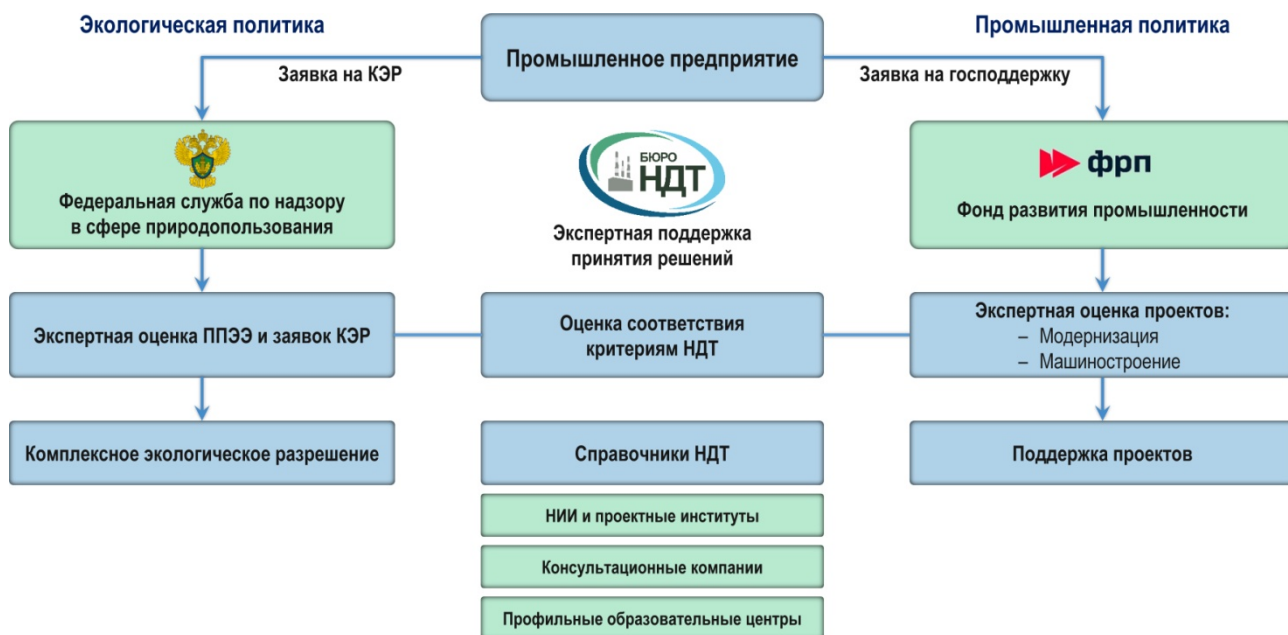 Экологическая политика
Промышленное предприятие
Промышленная политика
Заявка на КЭР
Заявка на господдержку
Федеральная служба по надзору
в сфере природопользования
БЮРО
НДТ
Экспертная поддержка
принятия решений
фрп
Фонд развития промышленности
Экспертная оценка ППЭЭ и заявок КЭР
Оценка соответствия
критериям НДТ
Экспертная оценка проектов:
– Модернизация
– Машиностроение
Комплексное экологическое разрешение
Справочники НДТ
Поддержка проектов
НИИ и проектные институты
Консультационные компании
Профильные образовательные центры